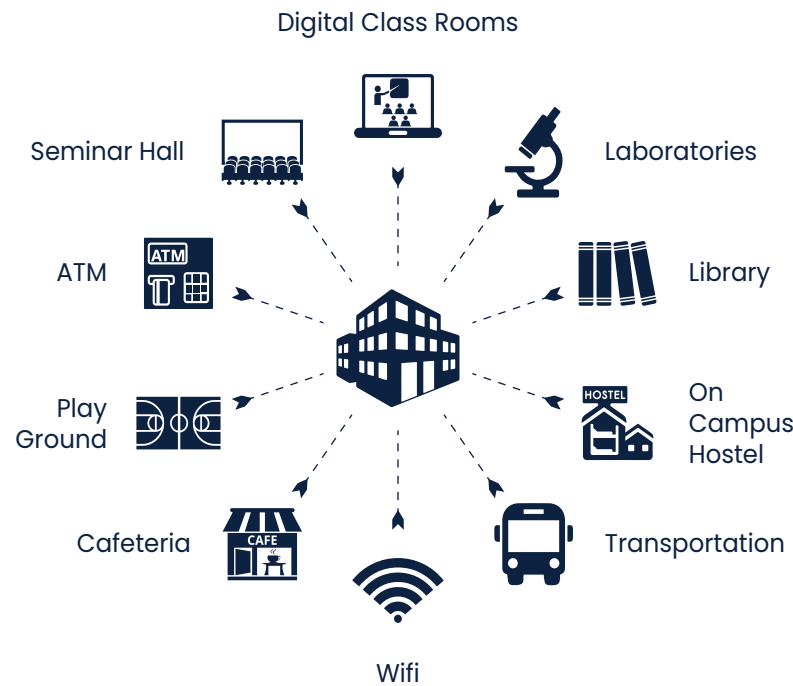 Digital Class Rooms
Seminar Hall
Laboratories
ATM
ATM
Library
HOSTEL
On
Campus
Hostel
Play
Ground
Cafeteria
CAFE
Transportation
Wifi